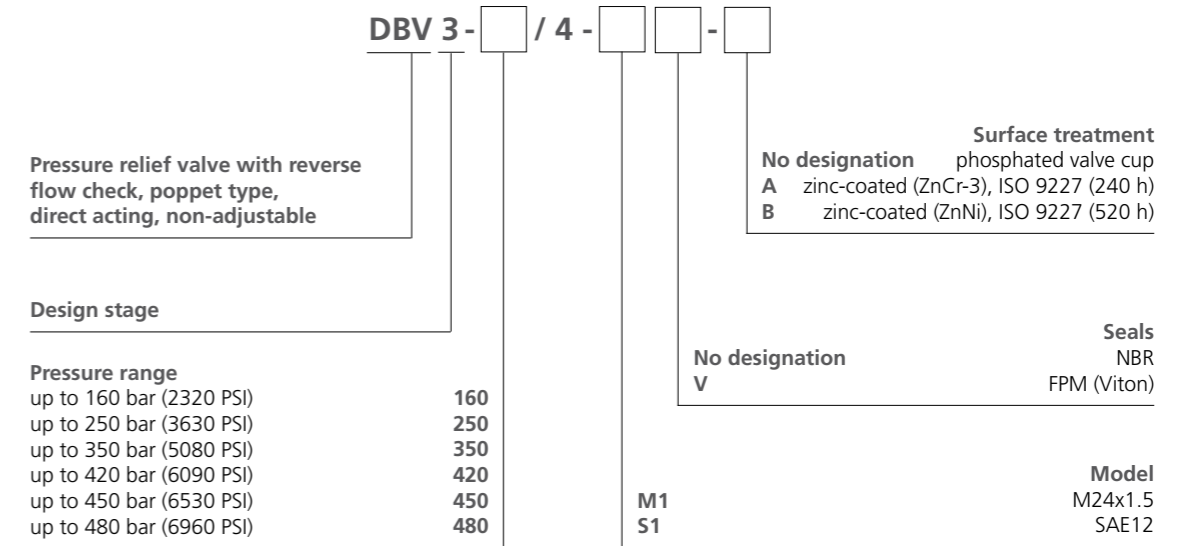 DBV 3 - / 4 - -
Surface treatment
No designation phosphated valve cup
A zinc-coated (ZnCr-3), ISO 9227 (240 h)
B zinc-coated (ZnNi), ISO 9227 (520 h)
Pressure relief valve with reverse
flow check, poppet type,
direct acting, non-adjustable
Design stage
Seals
No designation NBR
V FPM (Viton)
Pressure range
up to 160 bar (2320 PSI) 160
up to 250 bar (3630 PSI) 250
up to 350 bar (5080 PSI) 350
up to 420 bar (6090 PSI) 420
up to 450 bar (6530 PSI) 450
up to 480 bar (6960 PSI) 480
Model
M1 M24x1.5
S1 SAE12